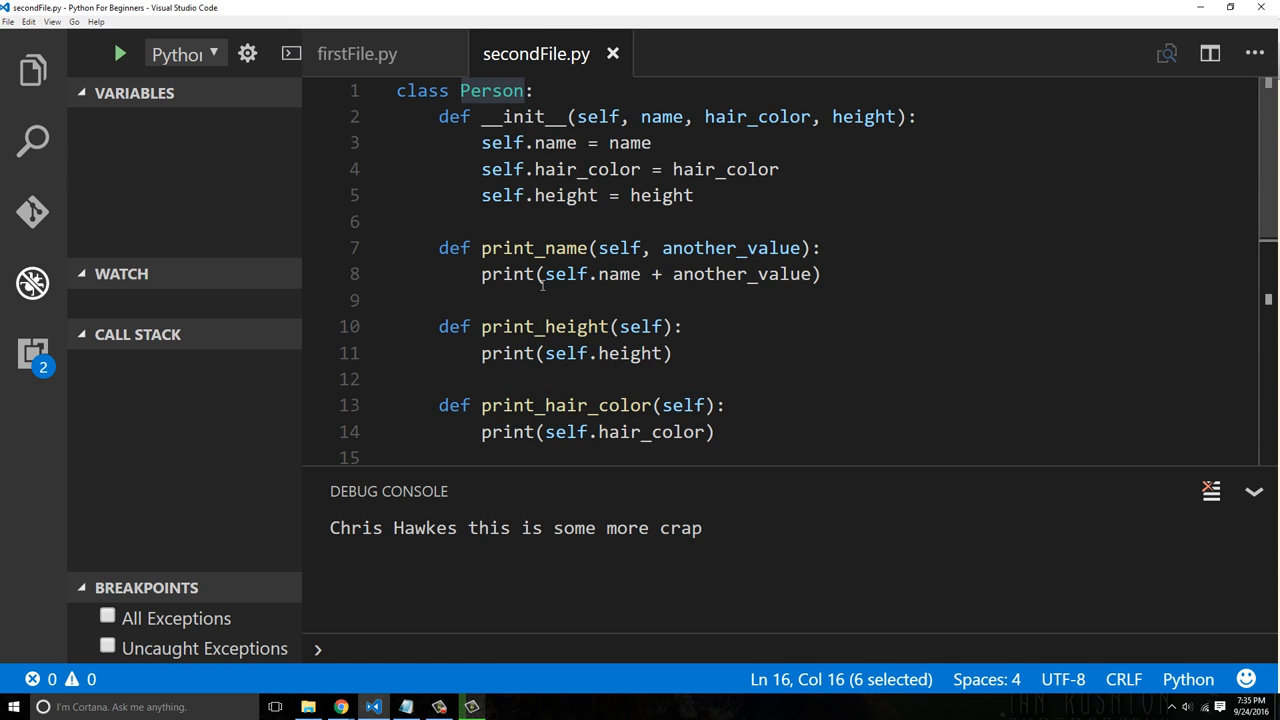 secondFile.py - Python For Beginners - Visual Studio Code
File Edit View Go Help
Pythor firstFile.py secondFile.py
VARIABLES
WATCH
CALL STACK
2
BREAKPOINTS
All Exceptions
Uncaught Exceptions
1 class Person:
2 def __init__(self, name, hair_color, height):
3 self.name = name
4 self.hair_color = hair_color
5 self.height = height
6
7 def print_name(self, another_value):
8 print(self.name + another_value)
9
10 def print_height(self):
11 print(self.height)
12
13 def print_hair_color(self):
14 print(self.hair_color)
15
DEBUG CONSOLE
Chris Hawkes this is some more crap
0 0 Ln 16, Col 16 (6 selected) Spaces: 4 UTF-8 CRLF Python
I'm Cortana. Ask me anything.
7:35 PM
9/24/2016